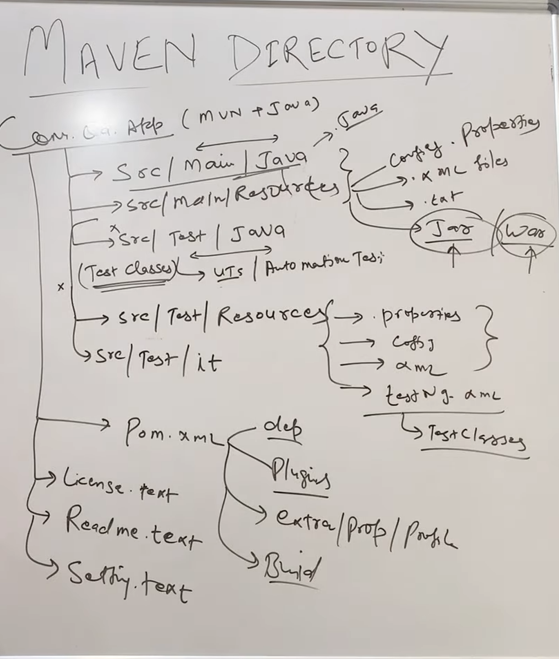 MAVEN DIRECTORY
Com. Qa. App (MVN + Java)
.Java
Src/Main/Java
config.properties
.xml files
.txt
Src/Main/Resources
Jar / War
Src/Test/JAVA
(Test Classes) UTs / Automation Tests
Src/Test/Resources
.properties
Config
xml
testNg.xml
Test Classes
Src/Test/it
Pom.xml
dep
Plugins
extra/Prop/Profile
Build
License.text
Readme.text
Setting.text